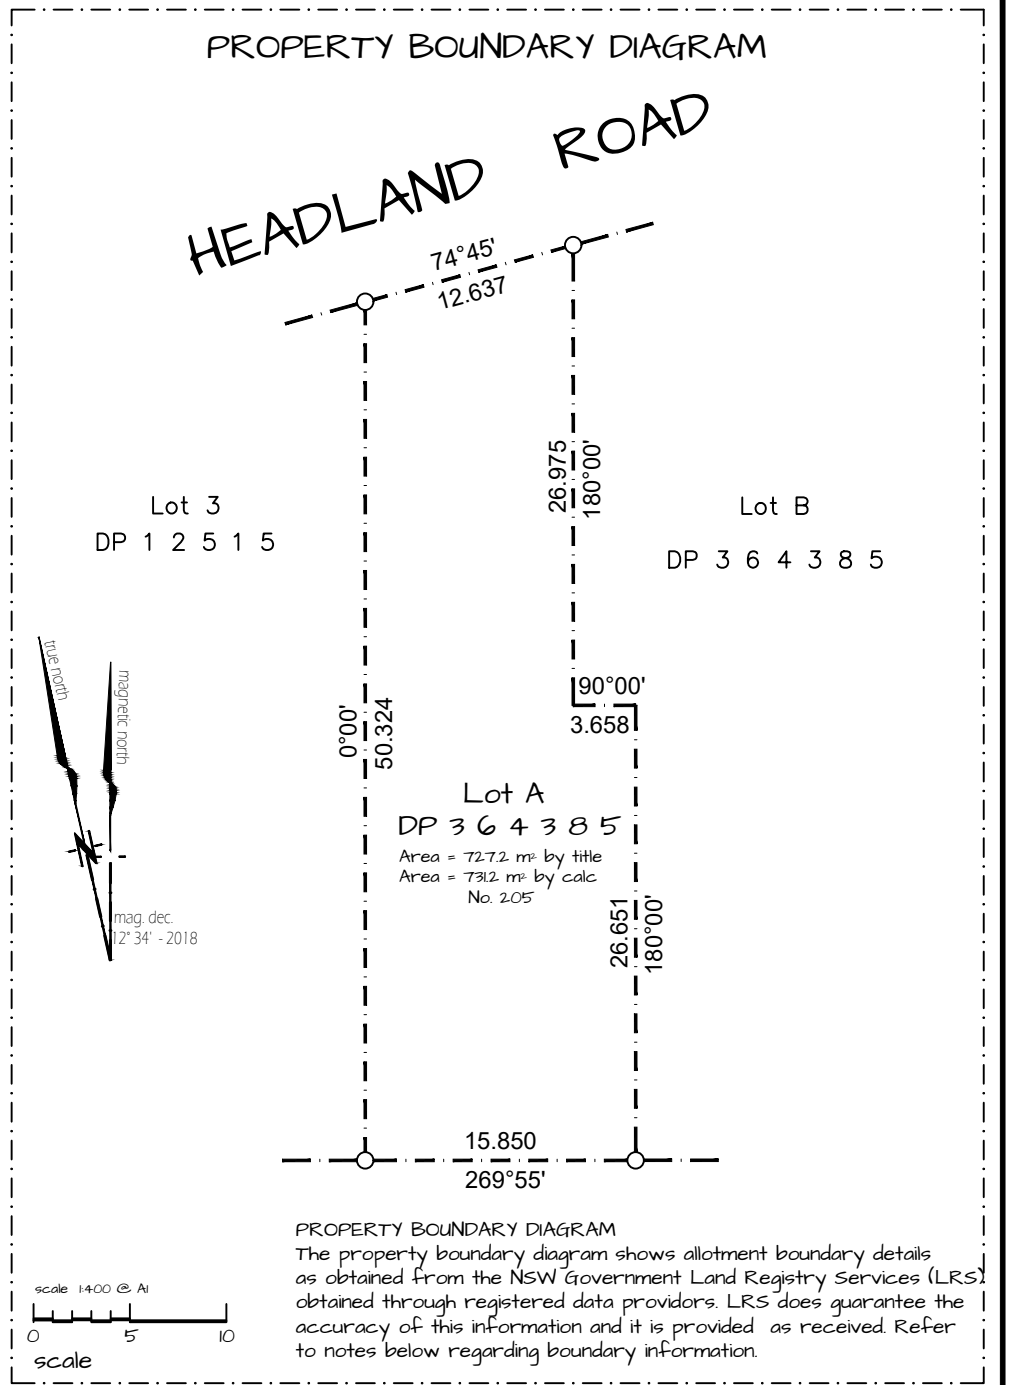 PROPERTY BOUNDARY DIAGRAM
HEADLAND ROAD
74°45'
12.637
26.975
180°00'
Lot 3
DP 1 2 5 1 5
Lot B
DP 3 6 4 3 8 5
true north
magnetic north
90°00'
3.658
0°00'
50.324
Lot A
DP 3 6 4 3 8 5
Area = 727.2 m² by title
Area = 731.2 m² by calc
No. 205
26.651
180°00'
mag. dec.
12° 34' - 2018
15.850
269°55'
PROPERTY BOUNDARY DIAGRAM
The property boundary diagram shows allotment boundary details
as obtained from the NSW Government Land Registry Services (LRS)
obtained through registered data providors. LRS does guarantee the
accuracy of this information and it is provided as received. Refer
to notes below regarding boundary information.
scale 1:400 @ A1
0 5 10
scale